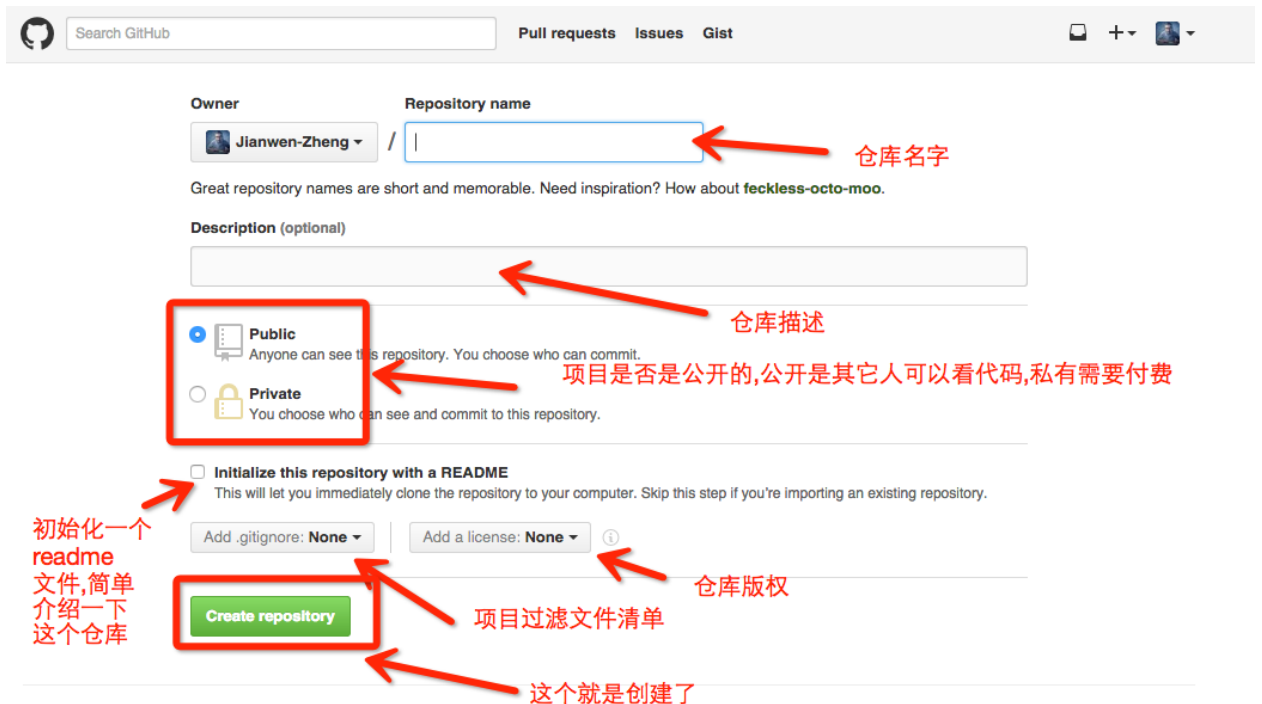 Search GitHub
Pull requests Issues Gist
Owner
Repository name
Jianwen-Zheng
/
仓库名字
Great repository names are short and memorable. Need inspiration? How about feckless-octo-moo.
Description (optional)
仓库描述
Public
Anyone can see this repository. You choose who can commit.
项目是否是公开的,公开是其它人可以看代码,私有需要付费
Private
You choose who can see and commit to this repository.
Initialize this repository with a README
This will let you immediately clone the repository to your computer. Skip this step if you're importing an existing repository.
初始化一个
readme
文件,简单
介绍一下
这个仓库
Add .gitignore: None
Add a license: None
仓库版权
项目过滤文件清单
Create repository
这个就是创建了